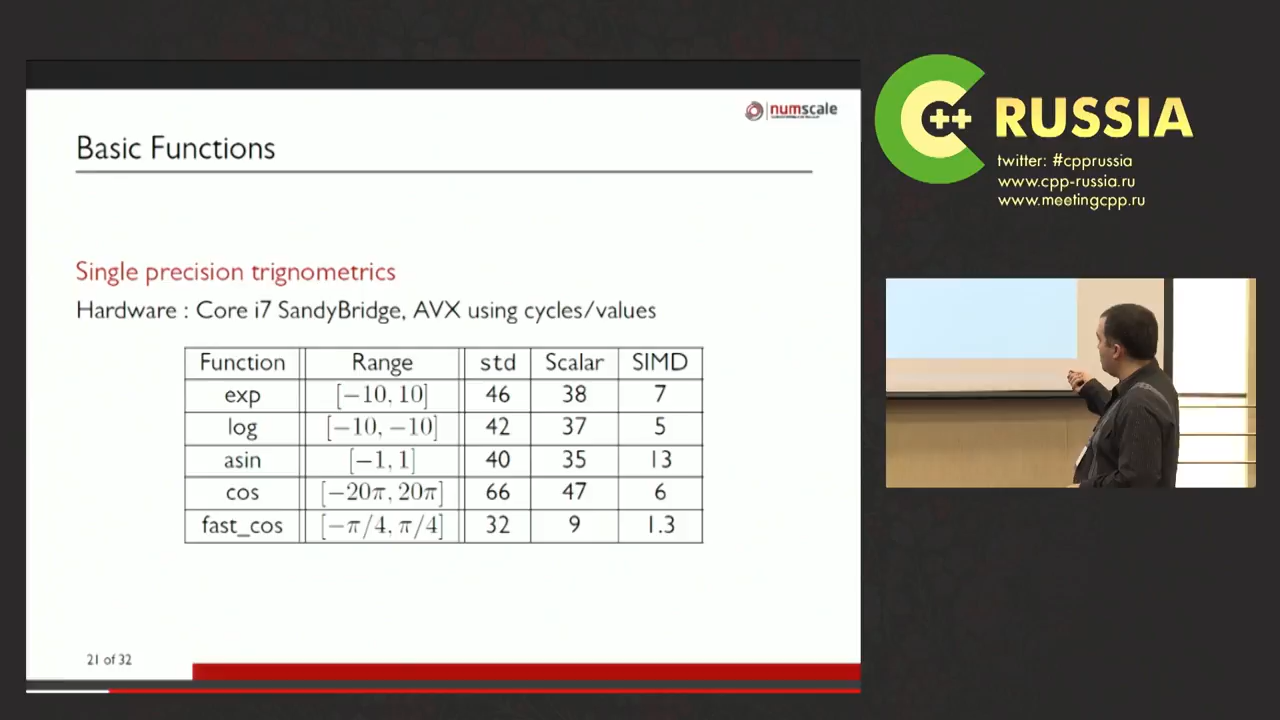 numscale
Basic Functions
Single precision trignometrics
Hardware : Core i7 SandyBridge, AVX using cycles/values
Function Range std Scalar SIMD
exp [−10, 10] 46 38 7
log [−10, −10] 42 37 5
asin [−1, 1] 40 35 13
cos [−20π, 20π] 66 47 6
fast_cos [−π/4, π/4] 32 9 1.3
21 of 32
C++ RUSSIA
twitter: #cpprussia
www.cpp-russia.ru
www.meetingcpp.ru